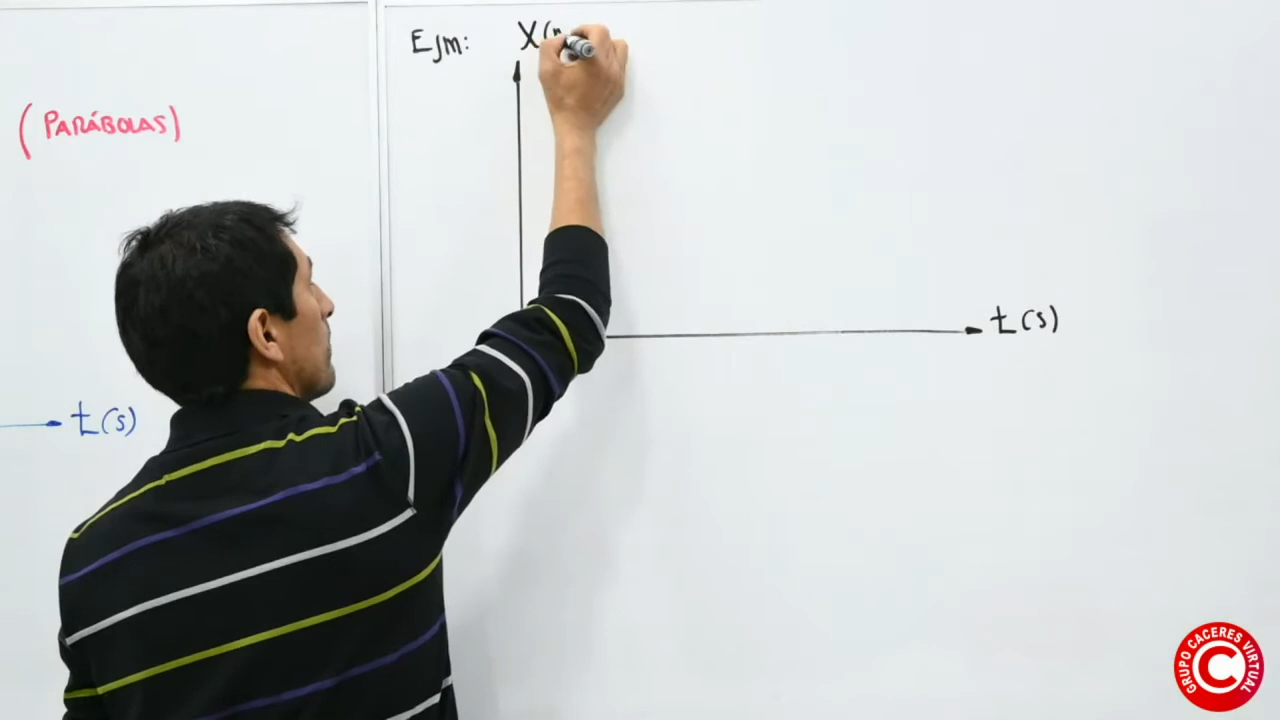 (PARÁBOLAS)
t(s)
Ejm:
X(
t(s)
GRUPO CACERES VIRTUAL
C